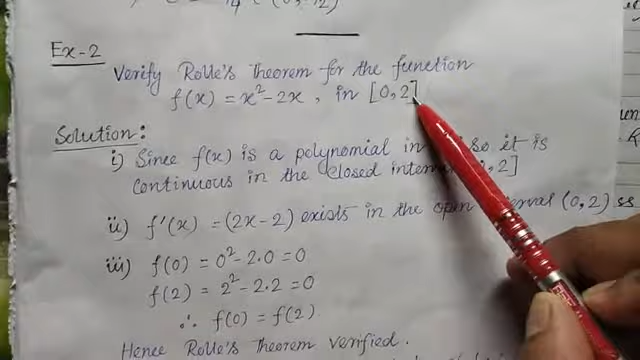 Ex-2
Verify Rolle's Theorem for the function
f(x) = x² - 2x , in [0, 2]
Solution:
i) Since f(x) is a polynomial in so it is
continuous in the closed 2]
ii) f'(x) = (2x - 2) exists in the open interval (0, 2)
iii) f(0) = 0² - 2.0 = 0
f(2) = 2² - 2.2 = 0
∴ f(0) = f(2)
Hence Rolle's Theorem verified.